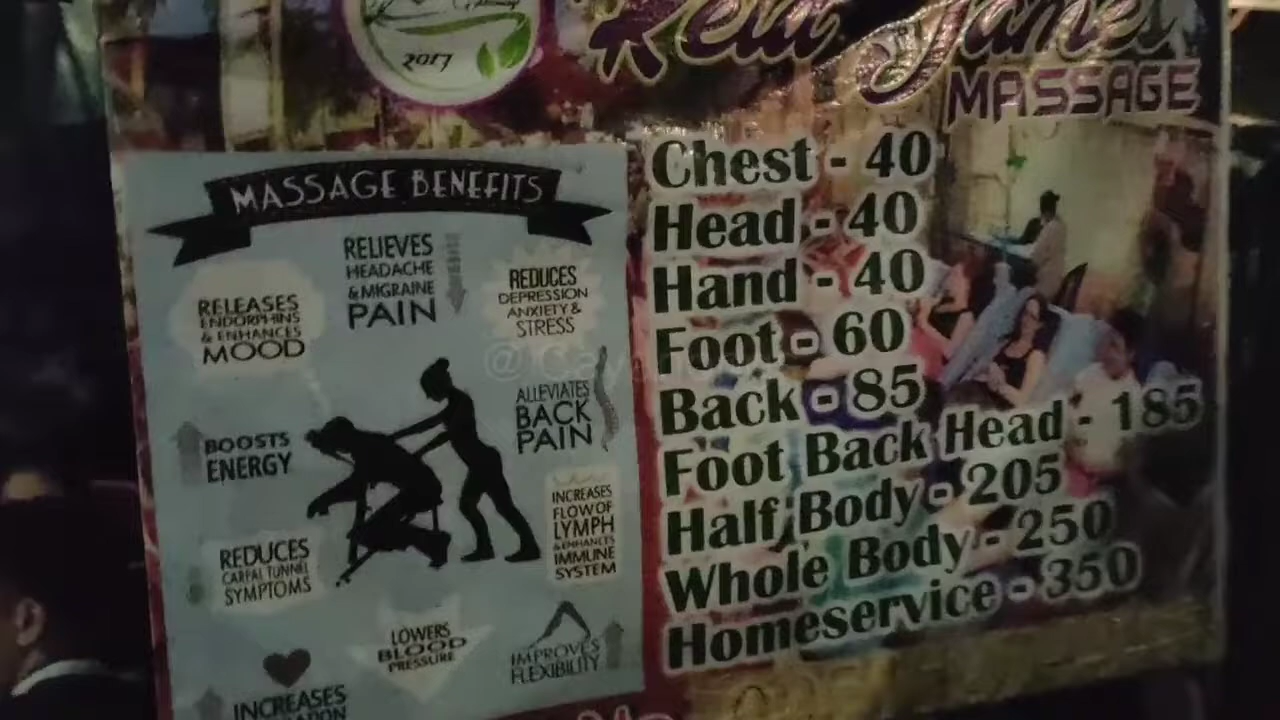 2017
MASSAGE
MASSAGE BENEFITS
RELIEVES
HEADACHE
& MIGRAINE
PAIN
RELEASES
ENDORPHINS
& ENHANCES
MOOD
REDUCES
DEPRESSION
ANXIETY &
STRESS
ALLEVIATES
BACK
PAIN
BOOSTS
ENERGY
INCREASES
FLOW OF
LYMPH
& ENHANCES
IMMUNE
SYSTEM
REDUCES
CARPAL TUNNEL
SYMPTOMS
LOWERS
BLOOD
PRESSURE
IMPROVES
FLEXIBILITY
INCREASES
Chest - 40
Head - 40
Hand - 40
Foot - 60
Back - 85
Foot Back Head - 185
Half Body - 205
Whole Body - 250
Homeservice - 350